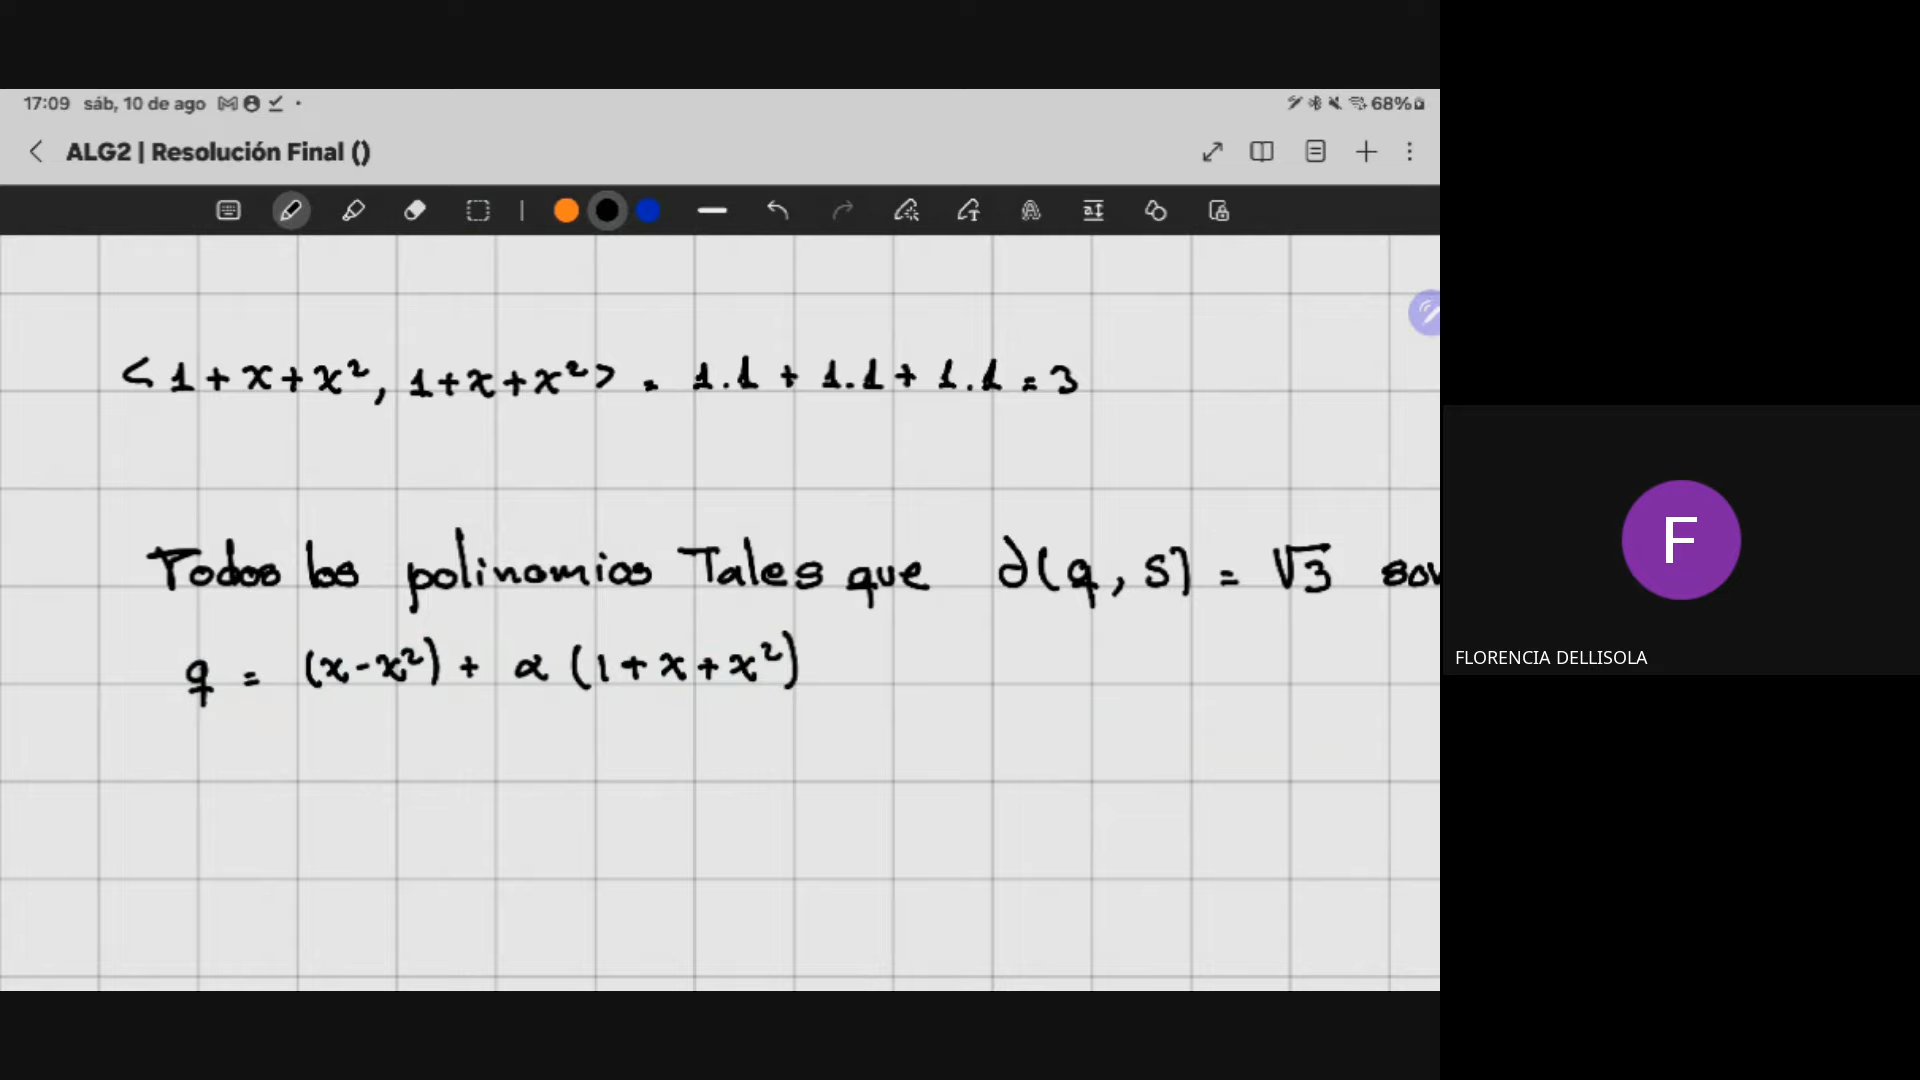 17:09 sáb, 10 de ago
68%
ALG2 | Resolución Final ()
< 1 + x + x², 1 + x + x² > = 1.1 + 1.1 + 1.1 = 3
Todos los polinomios Tales que d(q, S) = √3 son
q = (x - x²) + α (1 + x + x²)
F
FLORENCIA DELLISOLA